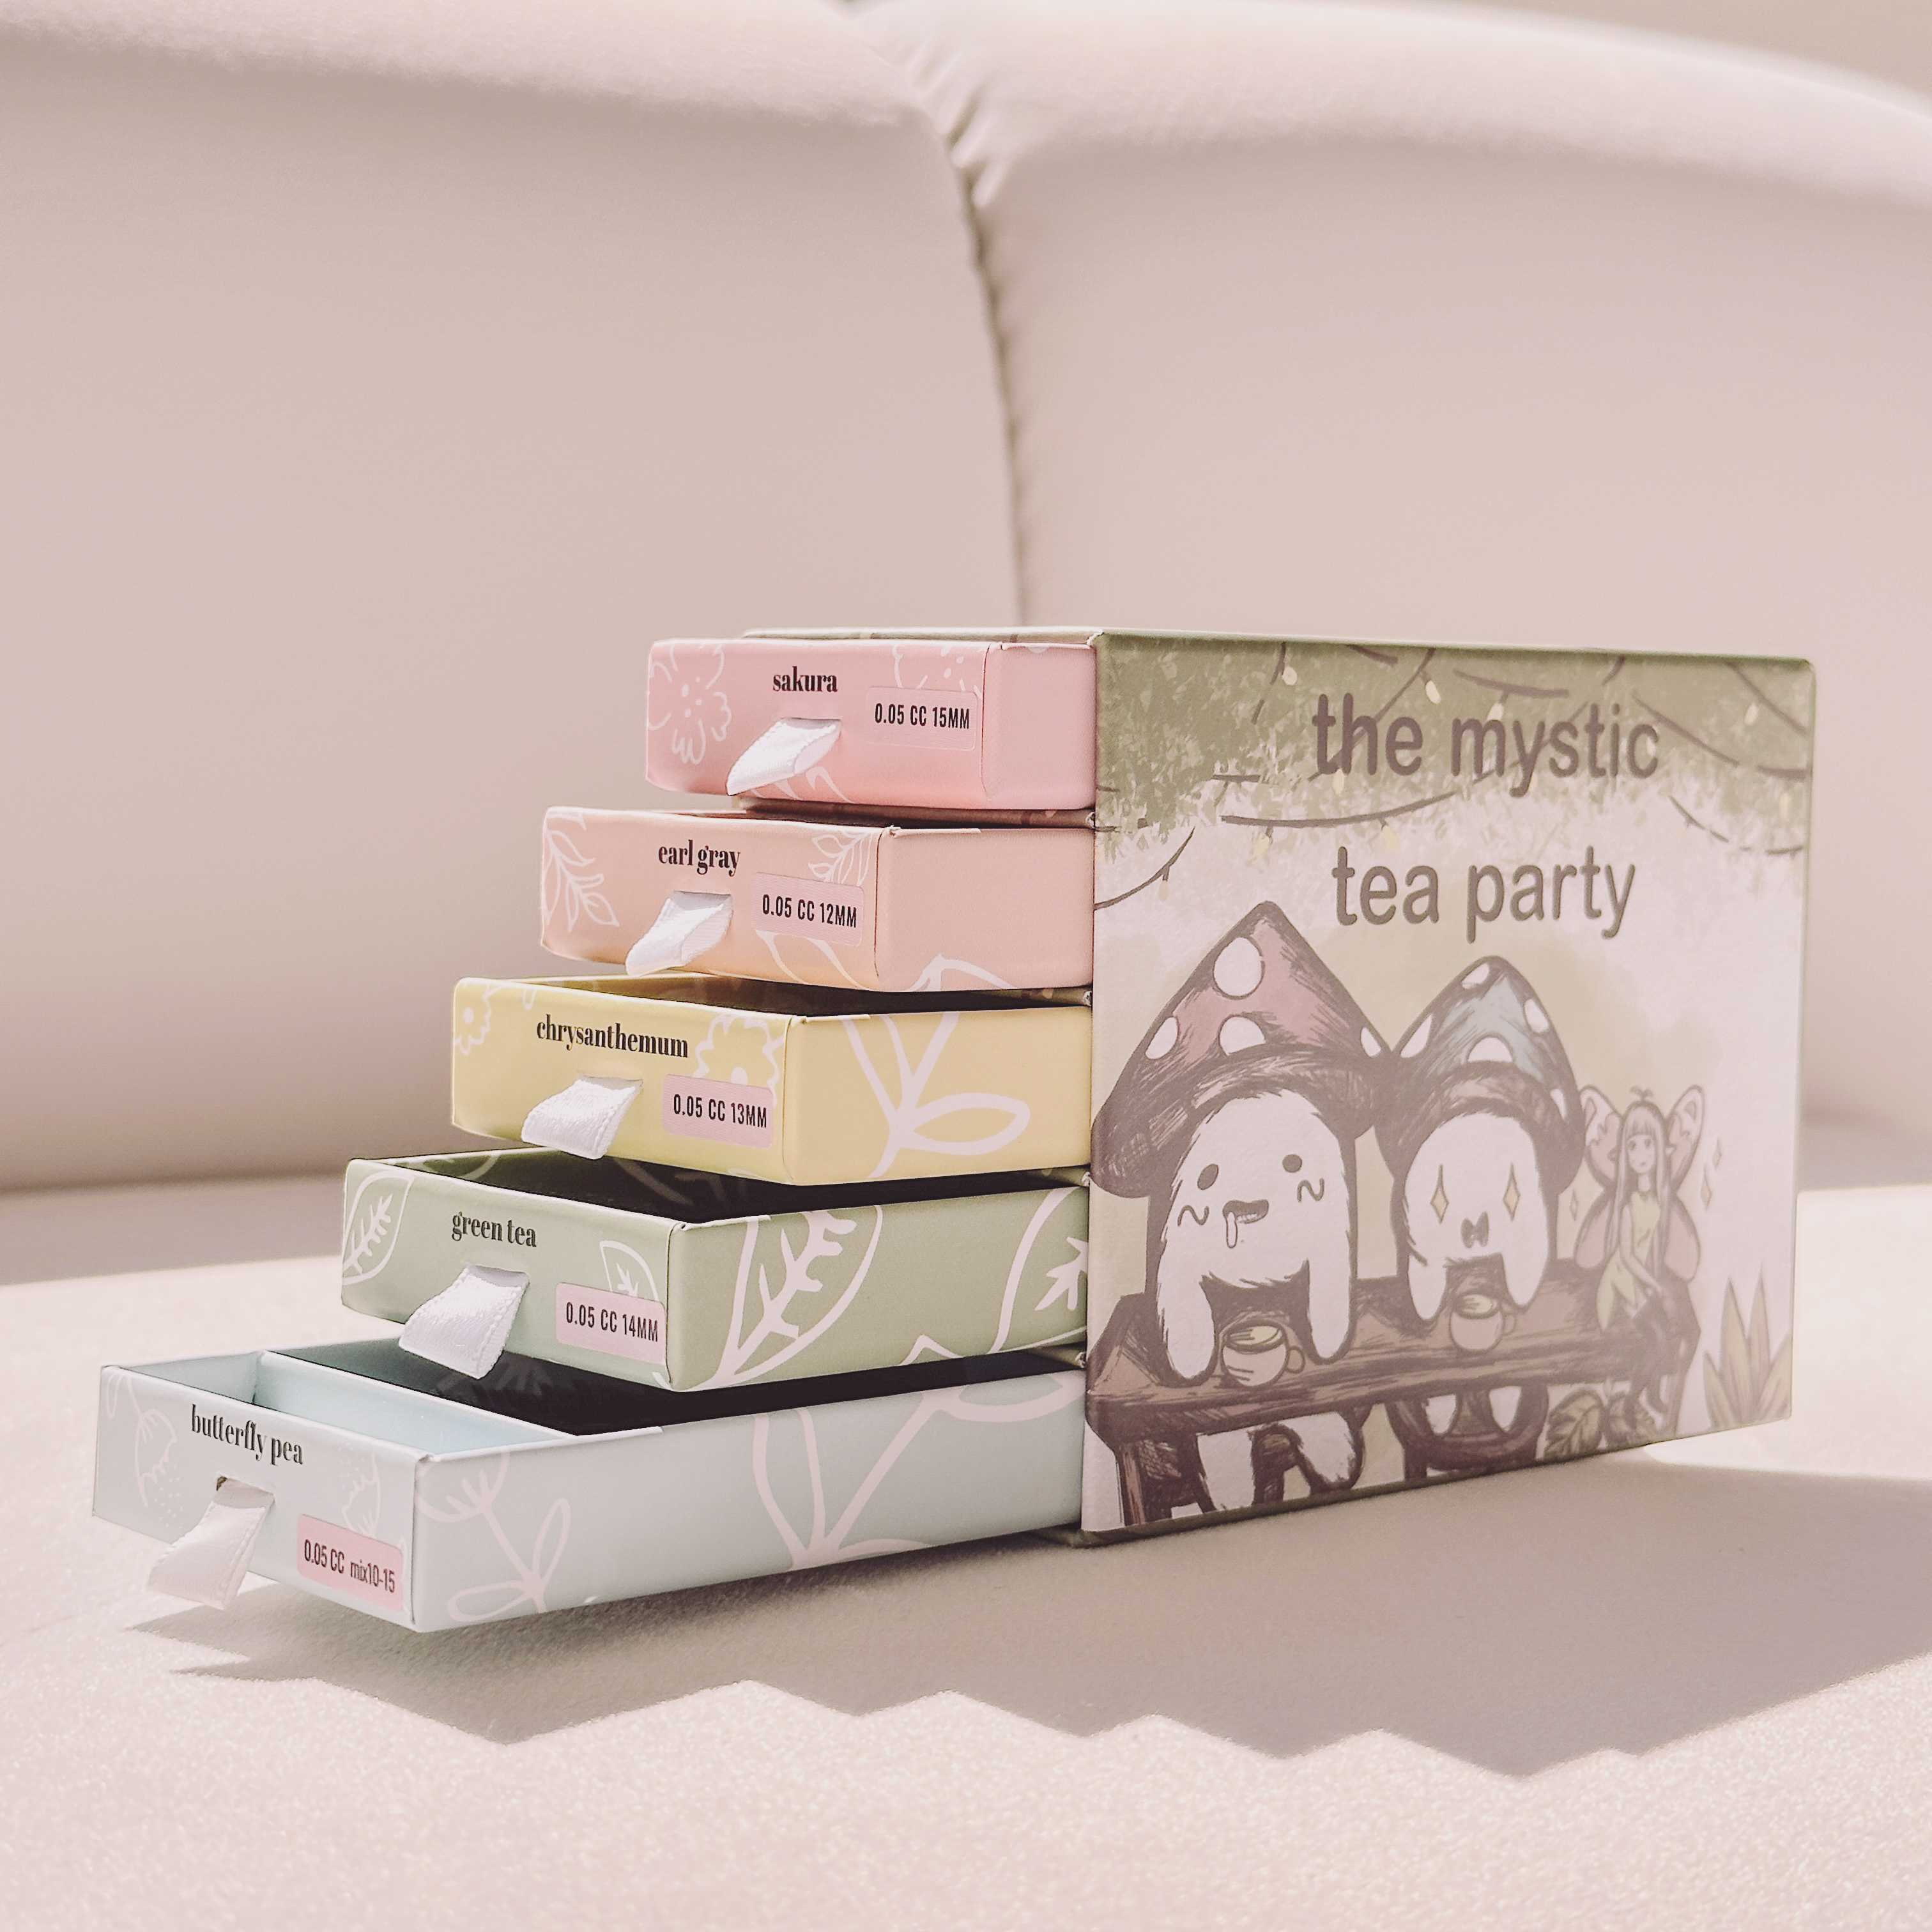 sakura
0.05 CC 15MM
earl gray
0.05 CC 12MM
chrysanthemum
0.05 CC 13MM
green tea
0.05 CC 14MM
butterfly pea
0.05 CC mix10-15
the mystic
tea party